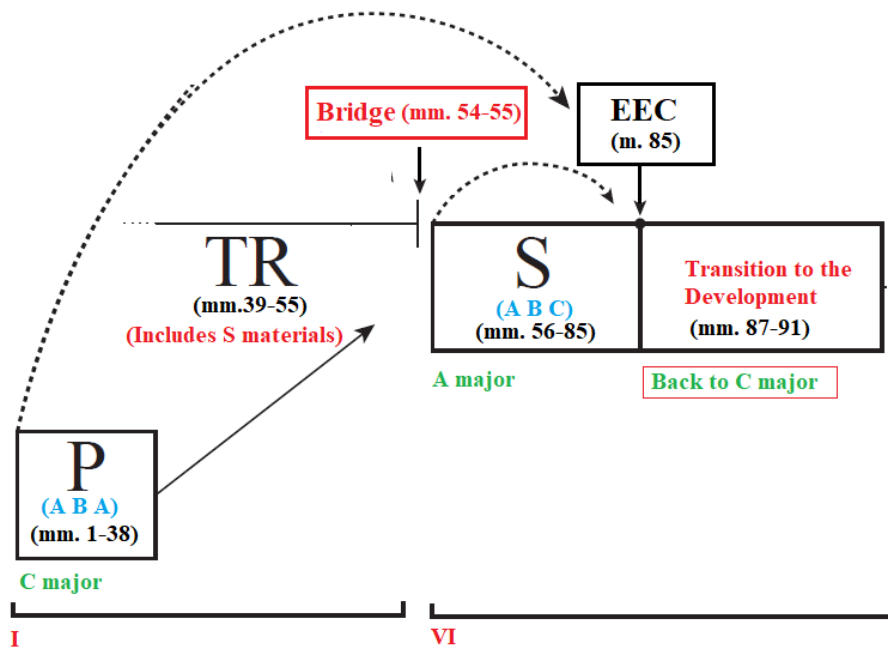 Bridge (mm. 54-55)
EEC
(m. 85)
TR
(mm.39-55)
(Includes S materials)
S
(A B C)
(mm. 56-85)
Transition to the
Development
(mm. 87-91)
A major
Back to C major
P
(A B A)
(mm. 1-38)
C major
I
VI